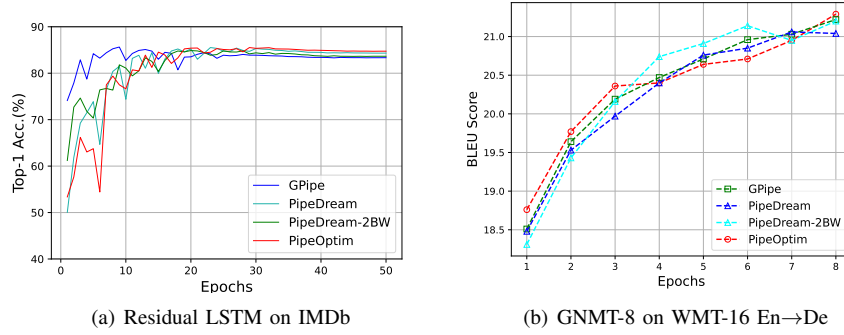 90
80
70
60
50
40
Top-1 Acc.(%)
0
10
20
30
40
50
Epochs
GPipe
PipeDream
PipeDream-2BW
PipeOptim
(a) Residual LSTM on IMDb
21.0
20.5
20.0
19.5
19.0
18.5
BLEU Score
1
2
3
4
5
6
7
8
Epochs
GPipe
PipeDream
PipeDream-2BW
PipeOptim
(b) GNMT-8 on WMT-16 En→De